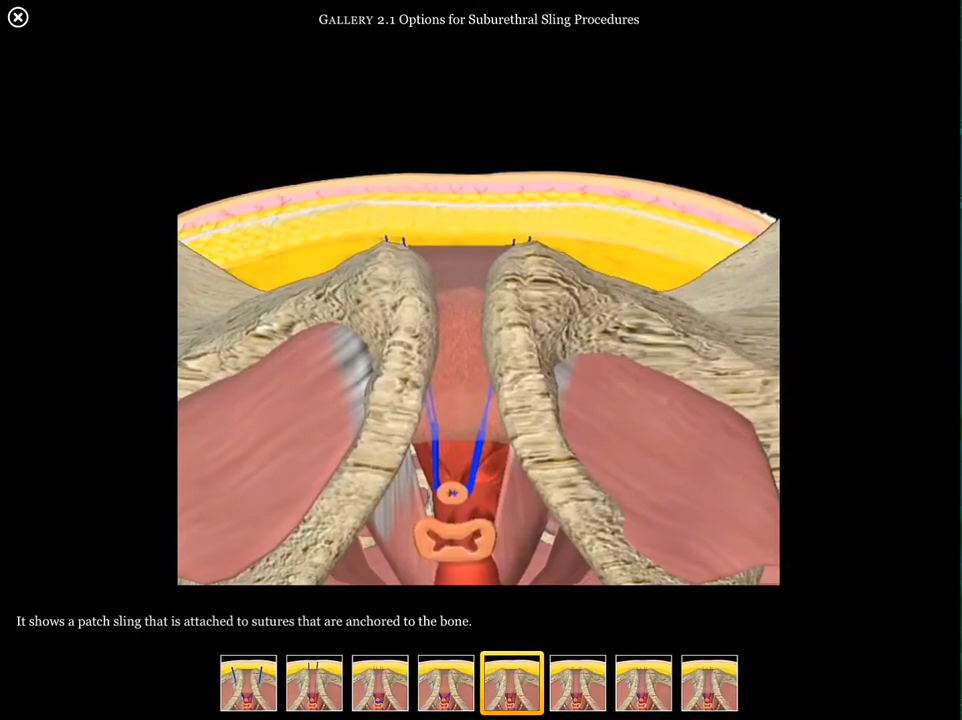 GALLERY 2.1 Options for Suburethral Sling Procedures
It shows a patch sling that is attached to sutures that are anchored to the bone.